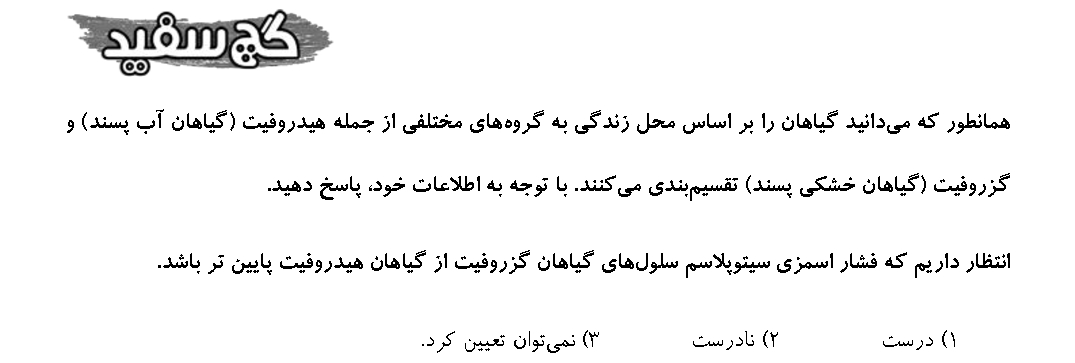 گچ سفید
همانطور که می‌دانید گیاهان را بر اساس محل زندگی به گروه‌های مختلفی از جمله هیدروفیت (گیاهان آب پسند) و
گزروفیت (گیاهان خشکی پسند) تقسیم‌بندی می‌کنند. با توجه به اطلاعات خود، پاسخ دهید.
انتظار داریم که فشار اسمزی سیتوپلاسم سلول‌های گیاهان گزروفیت از گیاهان هیدروفیت پایین تر باشد.
۱) درست ۲) نادرست ۳) نمی‌توان تعیین کرد.